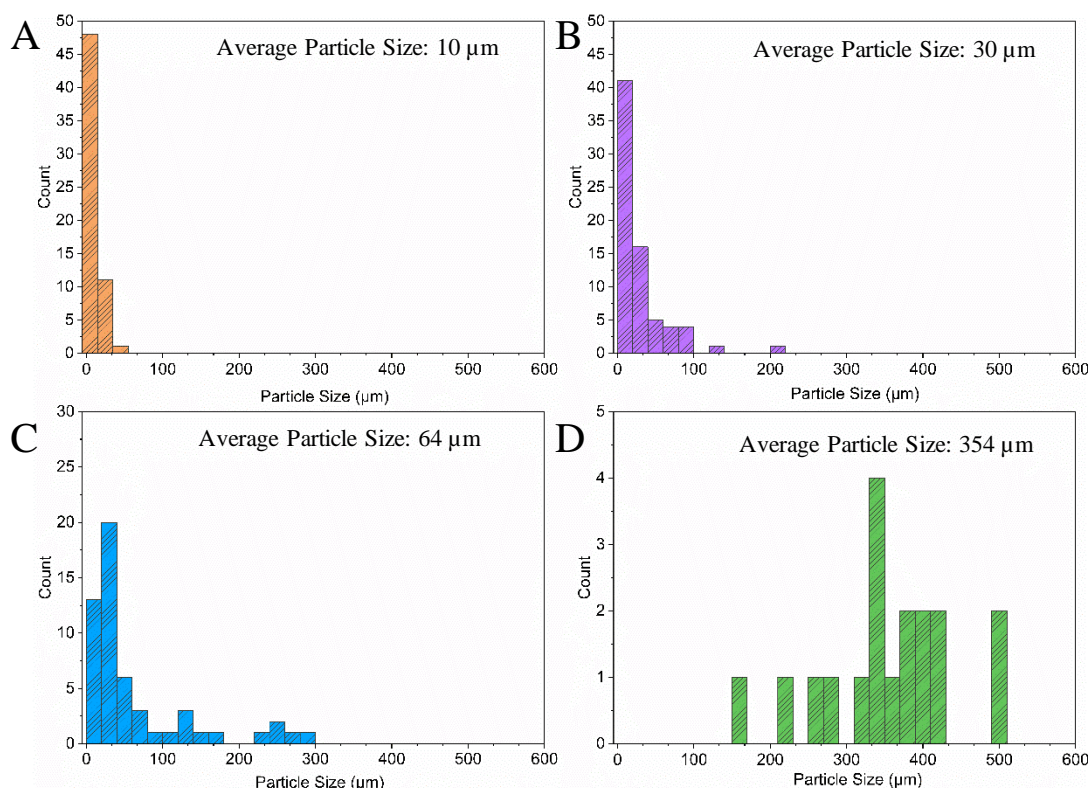 A
Average Particle Size: 10 µm
50
45
40
35
30
25
20
15
10
5
0
Count
0 100 200 300 400 500 600
Particle Size (µm)
B
Average Particle Size: 30 µm
50
45
40
35
30
25
20
15
10
5
0
Count
0 100 200 300 400 500 600
Particle Size (µm)
C
Average Particle Size: 64 µm
30
25
20
15
10
5
0
Count
0 100 200 300 400 500 600
Particle Size (µm)
D
Average Particle Size: 354 µm
5
4
3
2
1
0
Count
0 100 200 300 400 500 600
Particle Size (µm)